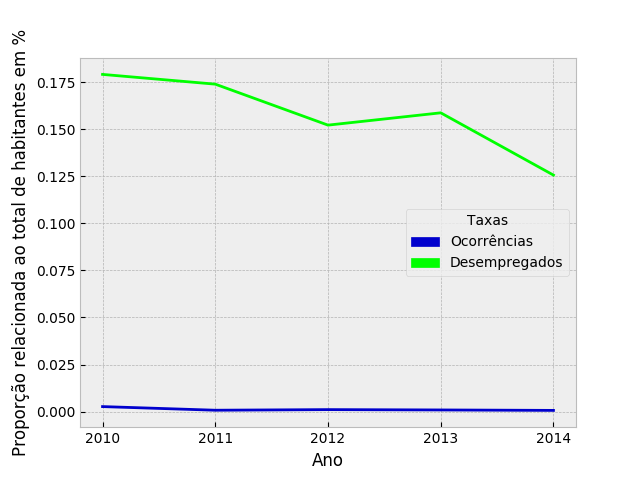 Proporção relacionada ao total de habitantes em %
0.175
0.150
0.125
0.100
0.075
0.050
0.025
0.000
Taxas
Ocorrências
Desempregados
2010 2011 2012 2013 2014
Ano